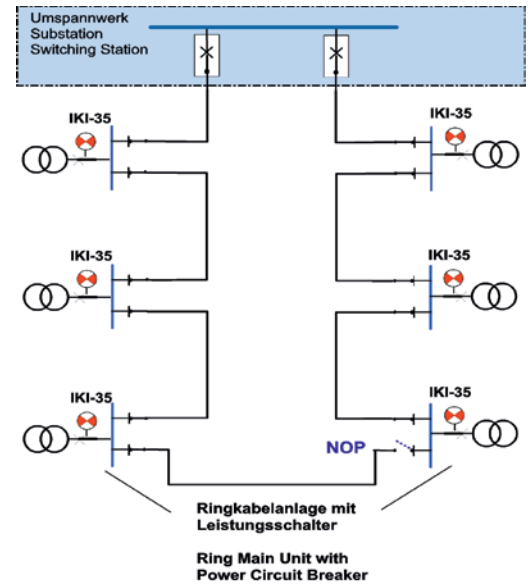 Umspannwerk
Substation
Switching Station
IKI-35
IKI-35
IKI-35
IKI-35
IKI-35
IKI-35
NOP
Ringkabelanlage mit
Leistungsschalter
Ring Main Unit with
Power Circuit Breaker